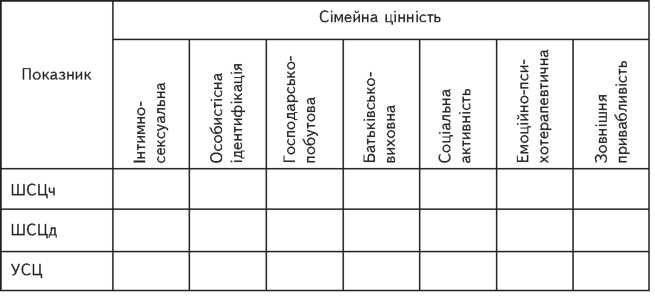 Показник
Сімейна цінність
Інтимно-
сексуальна
Особистісна
ідентифікація
Господарсько-
побутова
Батьківсько-
виховна
Соціальна
активність
Емоційно-пси-
хотерапевтична
Зовнішня
привабливість
ШСЦч
ШСЦд
УСЦ